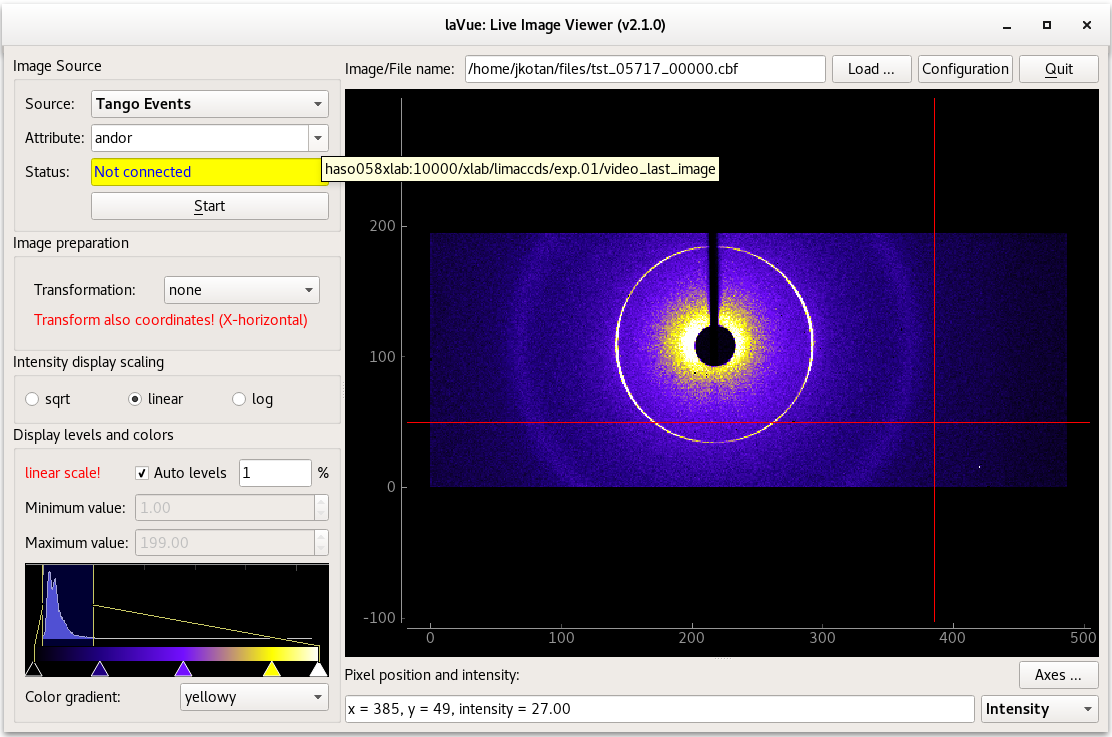 laVue: Live Image Viewer (v2.1.0)
Image Source
Source: Tango Events
Attribute: andor
Status: Not connected
Start
Image preparation
Transformation: none
Transform also coordinates! (X-horizontal)
Intensity display scaling
sqrt linear log
Display levels and colors
linear scale! Auto levels 1 %
Minimum value: 1.00
Maximum value: 199.00
Color gradient: yellowy
Image/File name: /home/jkotan/files/tst_05717_00000.cbf Load ... Configuration Quit
haso058xlab:10000/xlab/limaccds/exp.01/video_last_image
200
100
0
-100
0 100 200 300 400 500
Pixel position and intensity: Axes ...
x = 385, y = 49, intensity = 27.00 Intensity